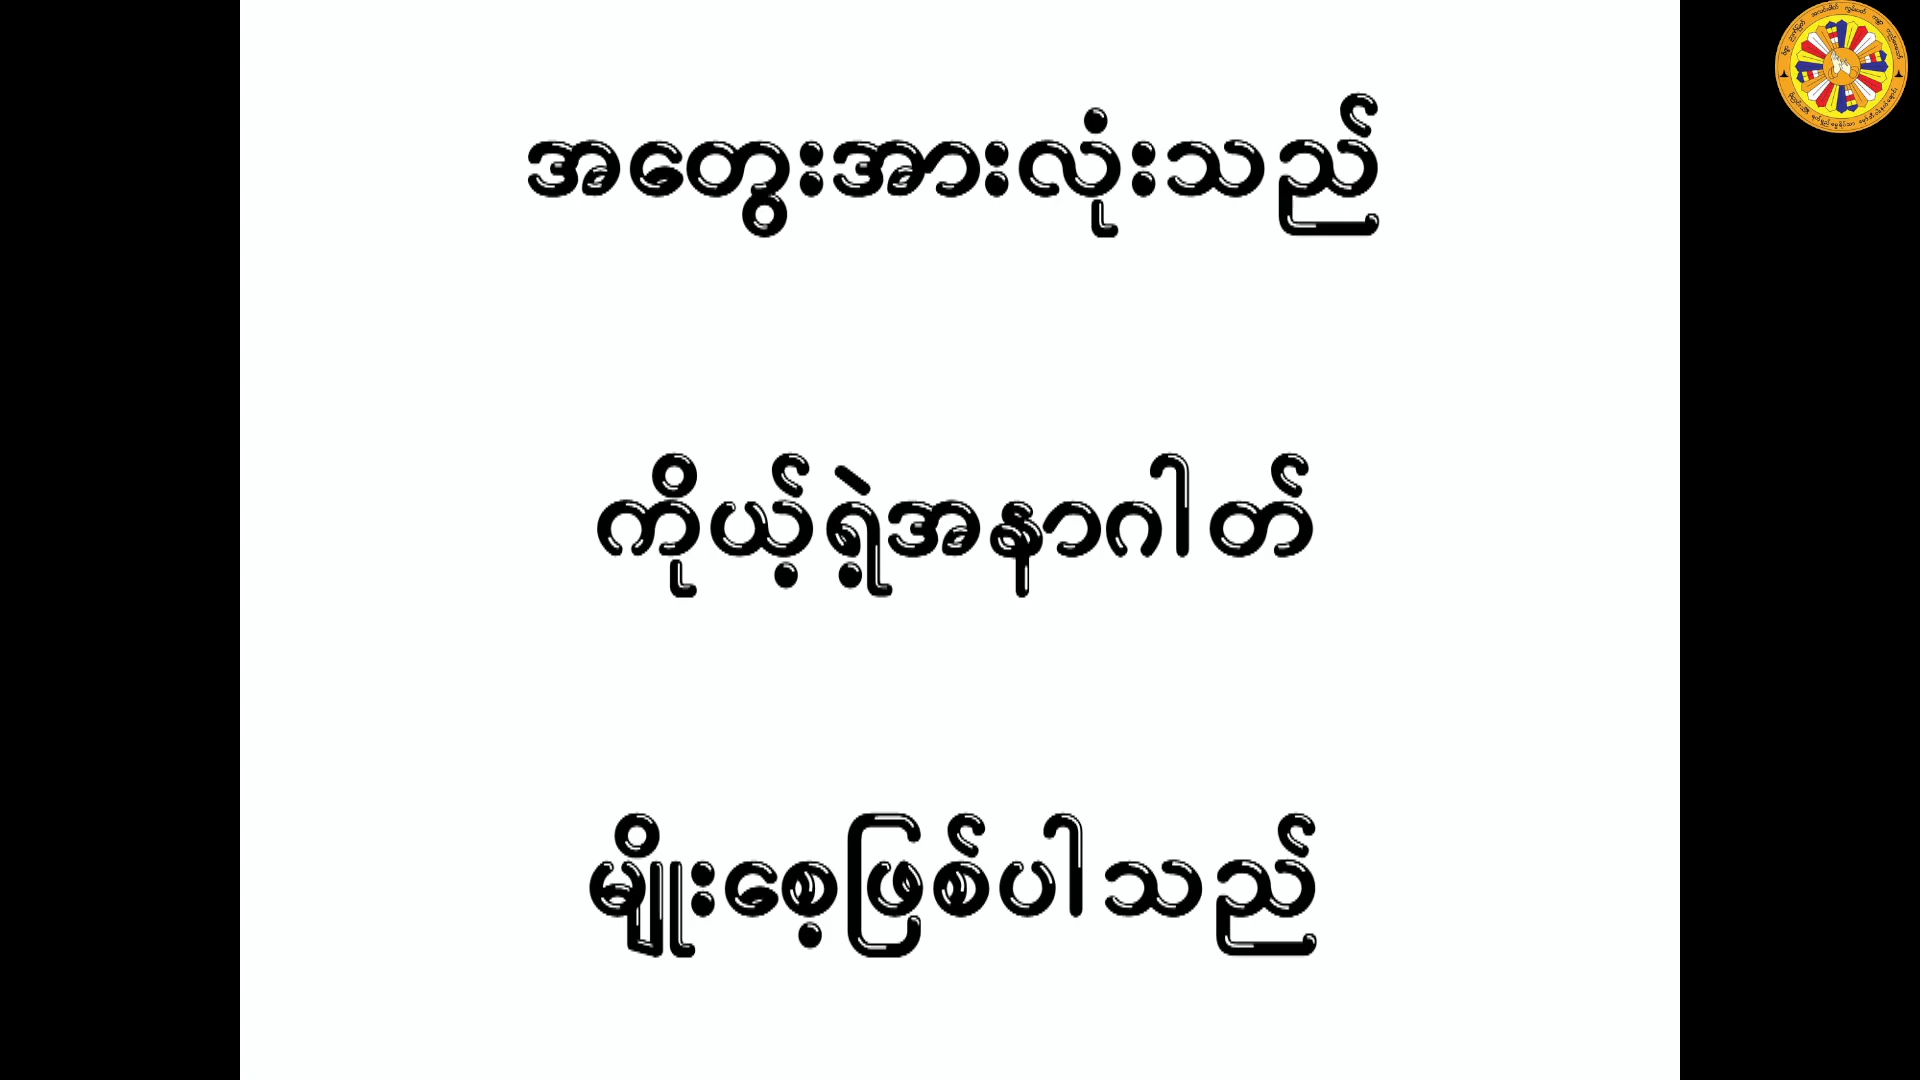 အတွေးအားလုံးသည်
ကိုယ့်ရဲ့အနာဂါတ်
မျိုးစေ့ဖြစ်ပါသည်